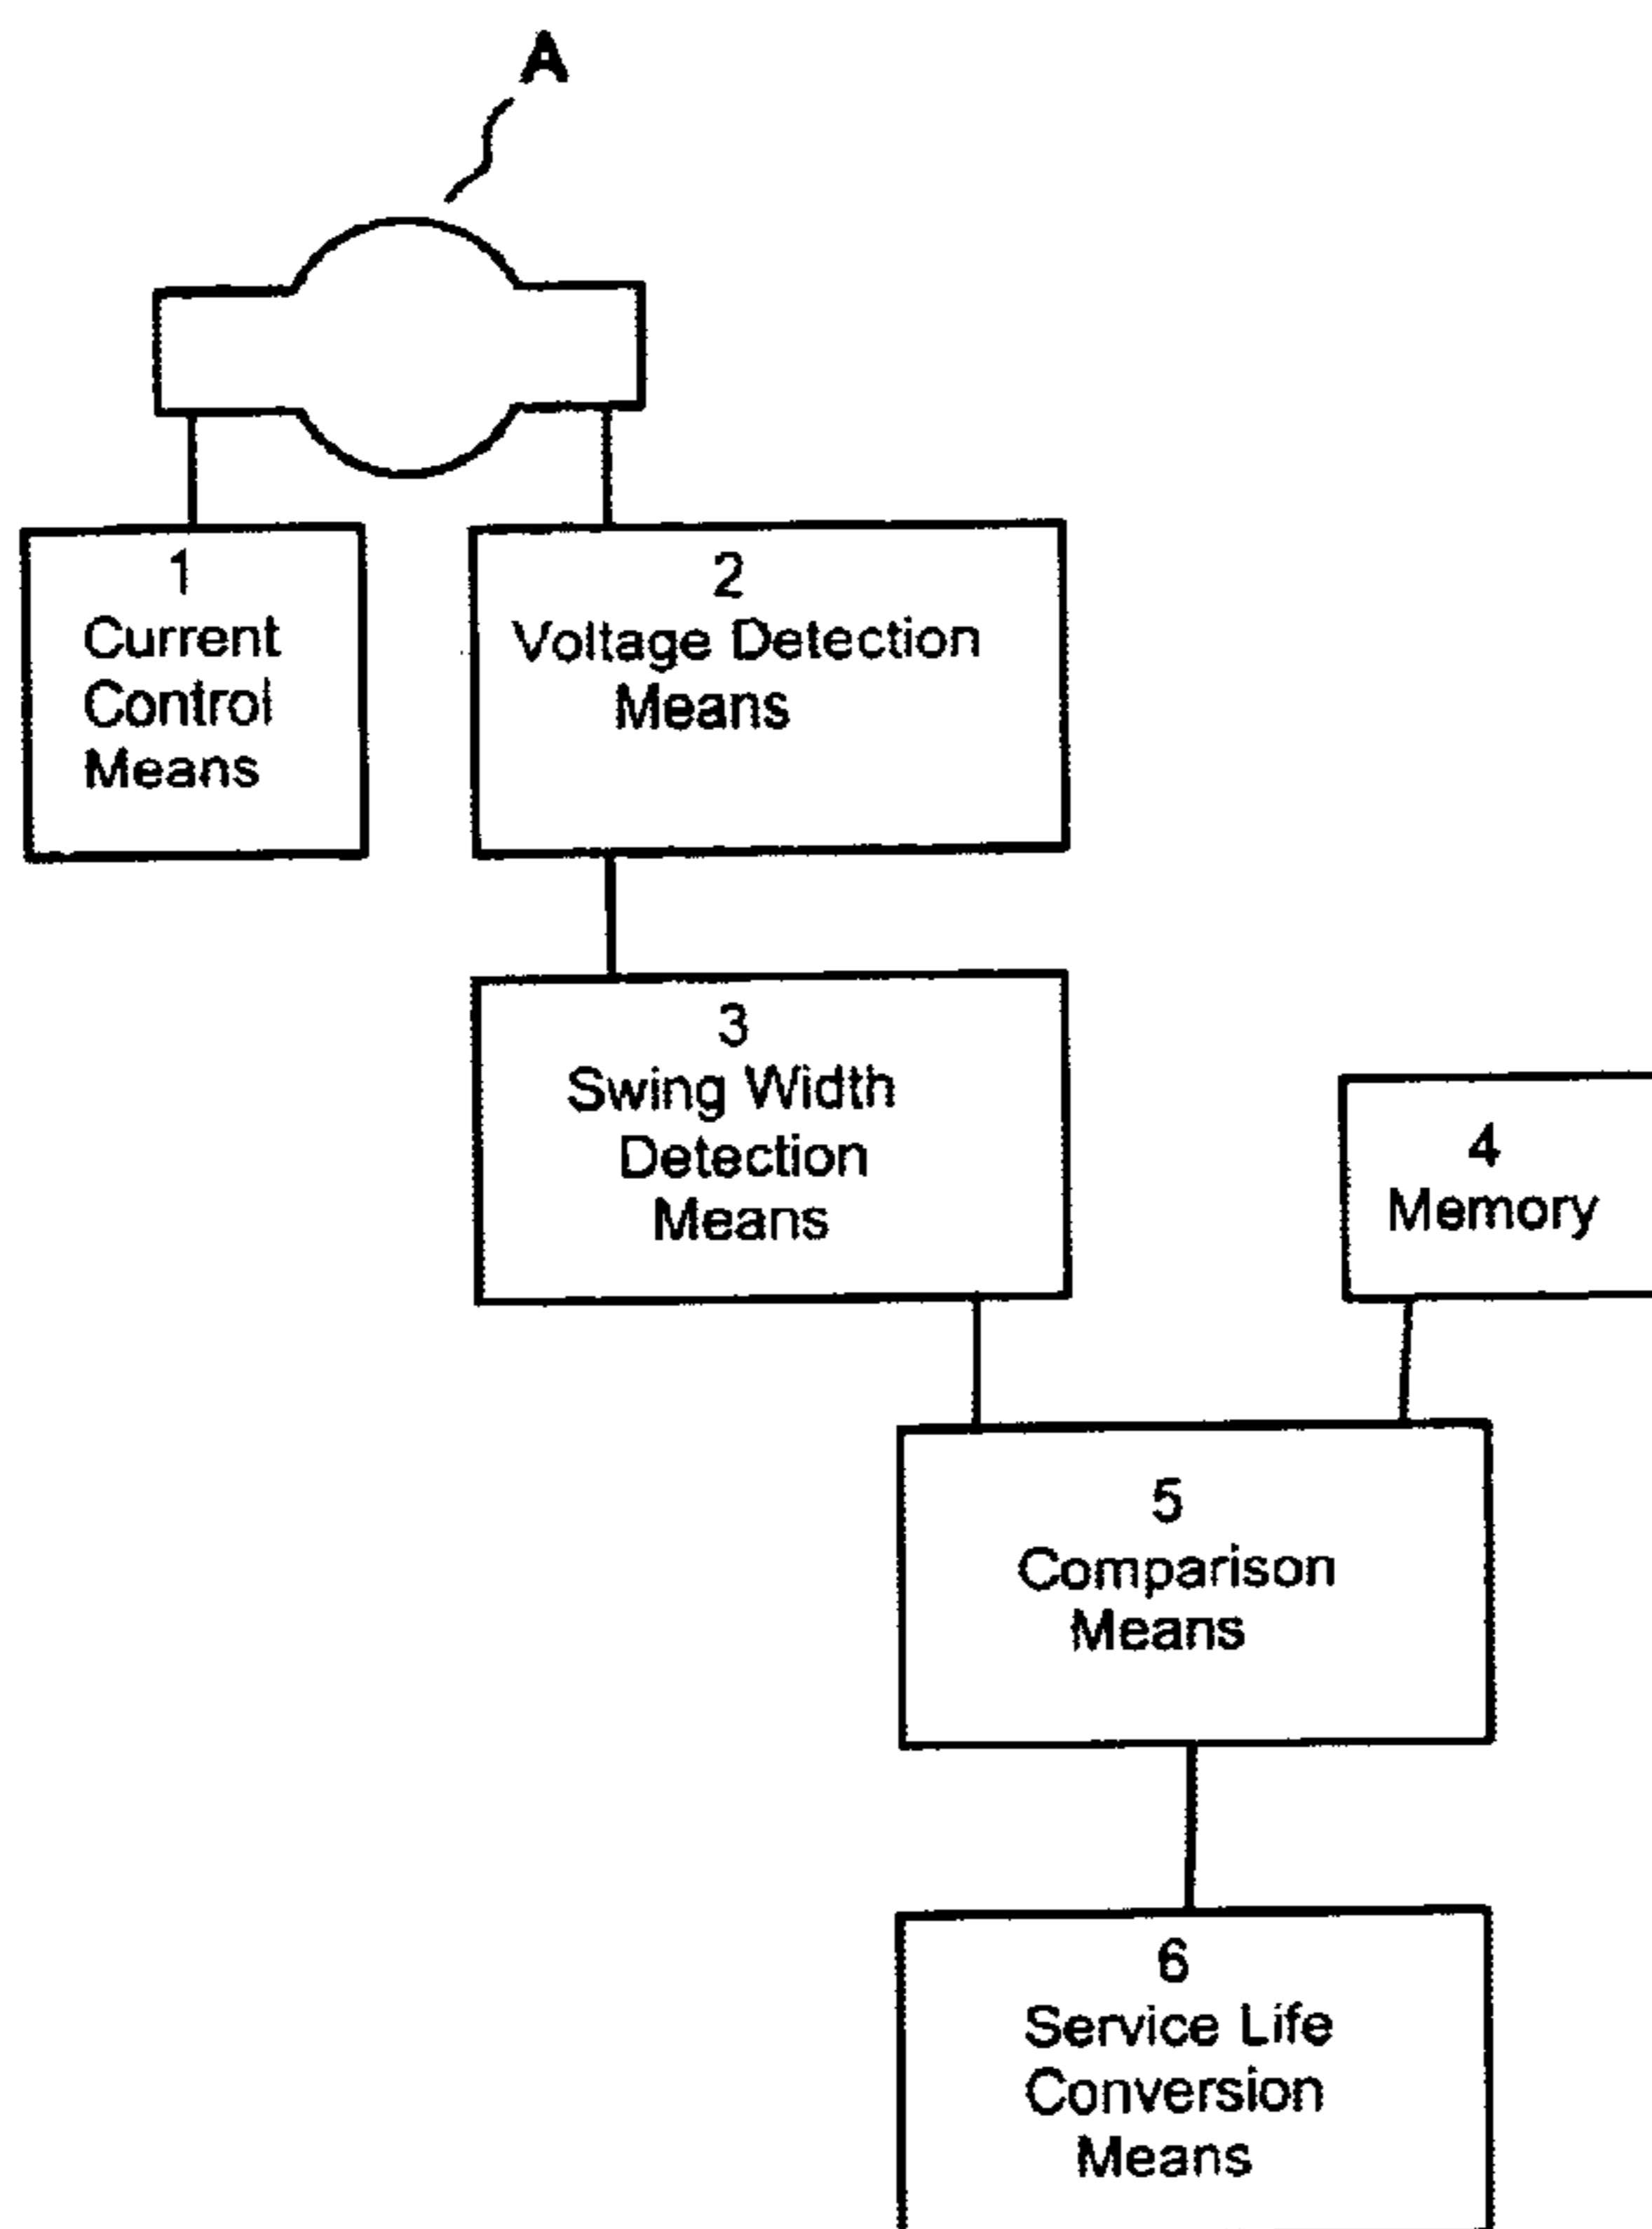 A
1
Current
Control
Means
2
Voltage Detection
Means
3
Swing Width
Detection
Means
4
Memory
5
Comparison
Means
6
Service Life
Conversion
Means